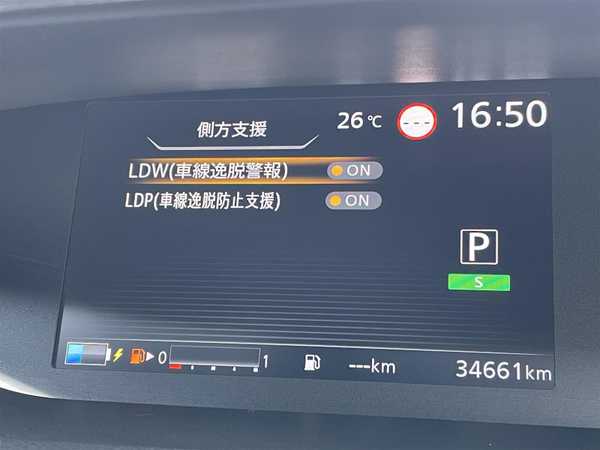 側方支援
26℃
---
16:50
LDW(車線逸脱警報) ON
LDP(車線逸脱防止支援) ON
P
S
0 1
---km
34661km